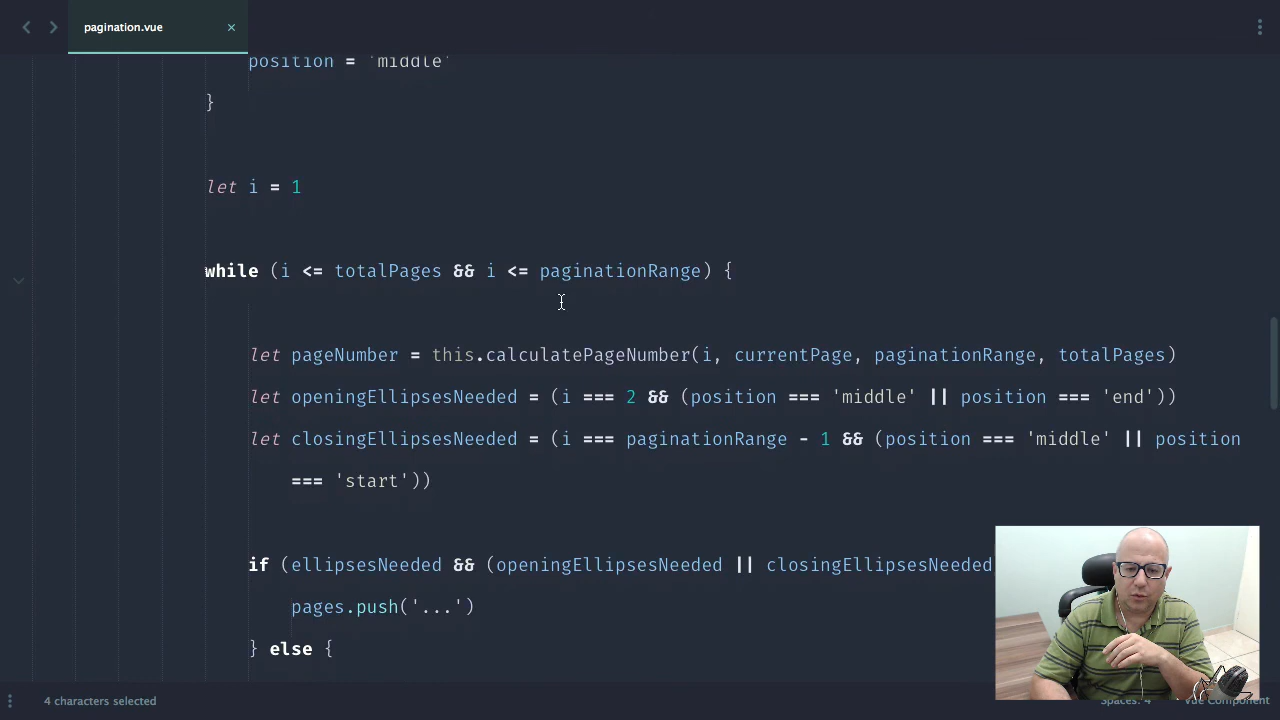 pagination.vue
position = 'middle'
}
let i = 1
while (i <= totalPages && i <= paginationRange) {
let pageNumber = this.calculatePageNumber(i, currentPage, paginationRange, totalPages)
let openingEllipsesNeeded = (i === 2 && (position === 'middle' || position === 'end'))
let closingEllipsesNeeded = (i === paginationRange - 1 && (position === 'middle' || position
=== 'start'))
if (ellipsesNeeded && (openingEllipsesNeeded || closingEllipsesNeeded
pages.push('...')
} else {
4 characters selected
Spaces: 4 Vue Component